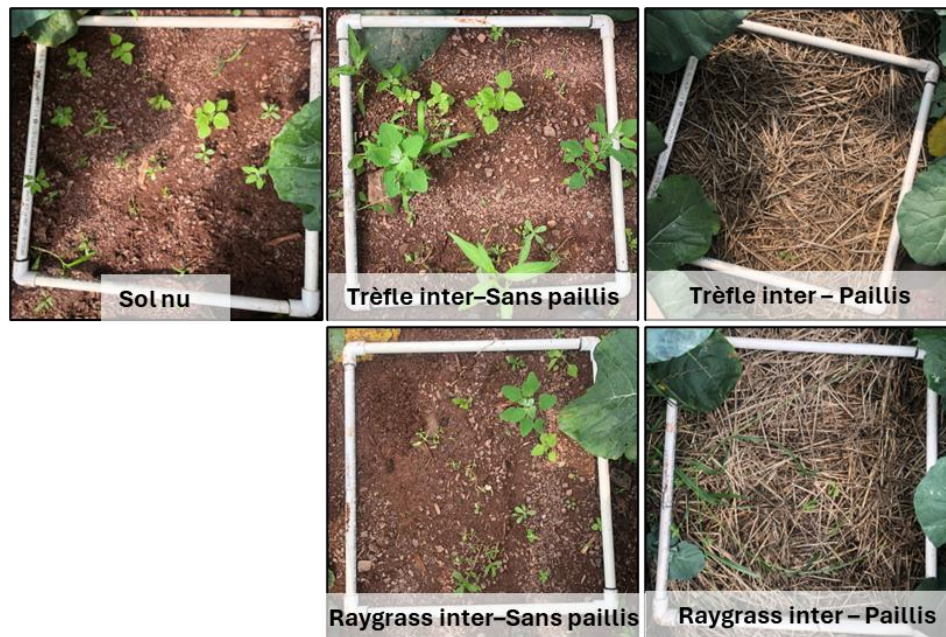 Sol nu
Trèfle inter–Sans paillis
Trèfle inter – Paillis
Raygrass inter–Sans paillis
Raygrass inter – Paillis